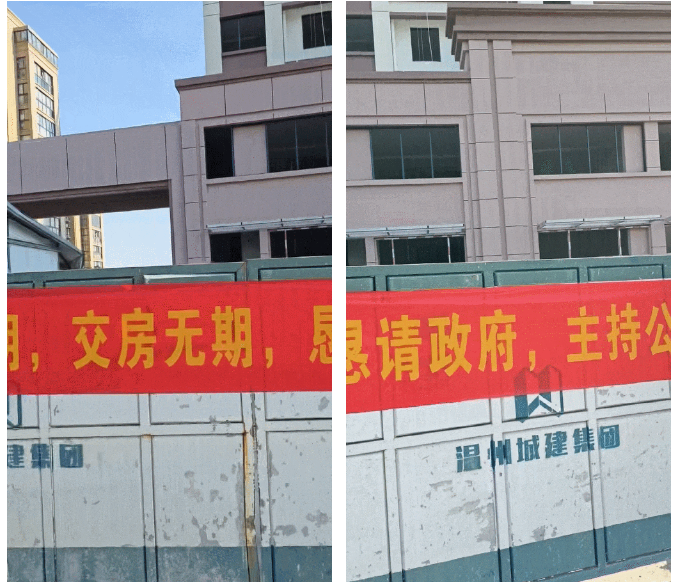 期，交房无期，恳
建集团
恳请政府，主持公
温州城建集团